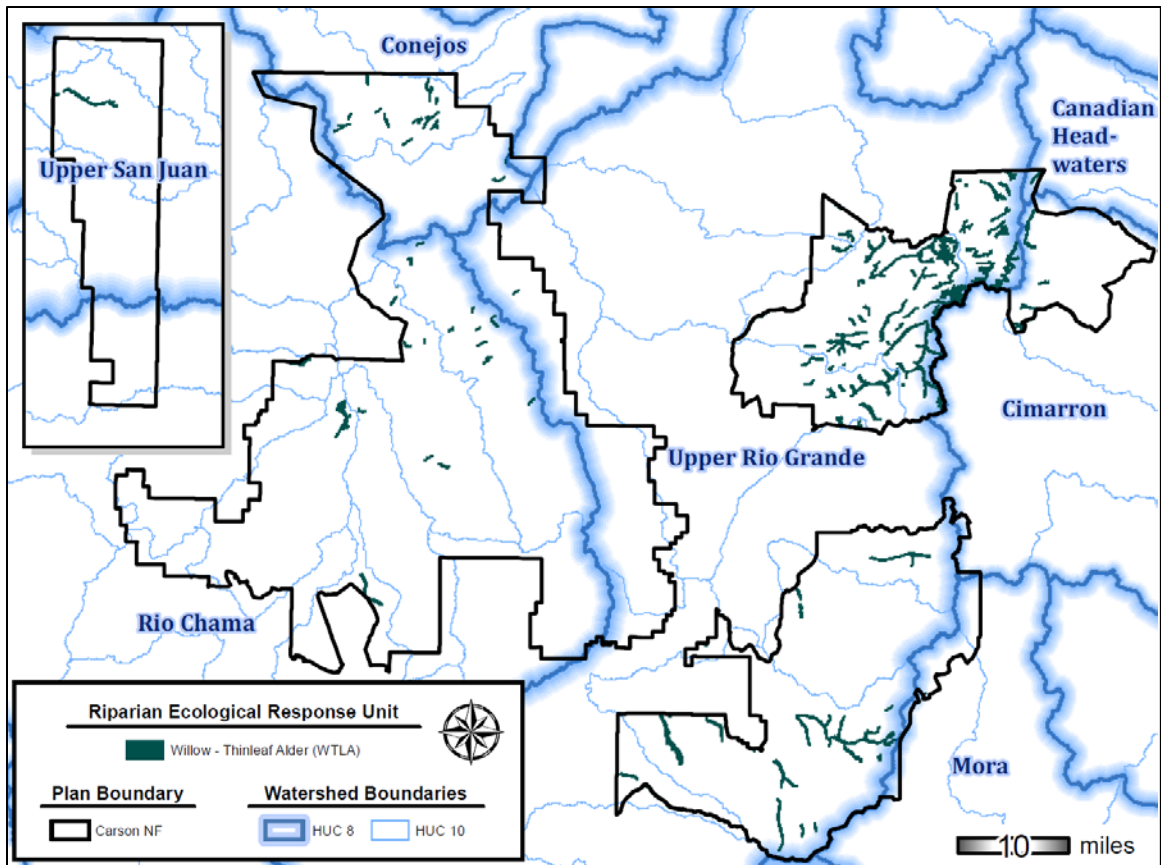 Conejos
Canadian
Head-
waters
Upper San Juan
Cimarron
Upper Rio Grande
Rio Chama
Mora
Riparian Ecological Response Unit
Willow - Thinleaf Alder (WTLA)
Plan Boundary
Watershed Boundaries
Carson NF
HUC 8
HUC 10
10 miles